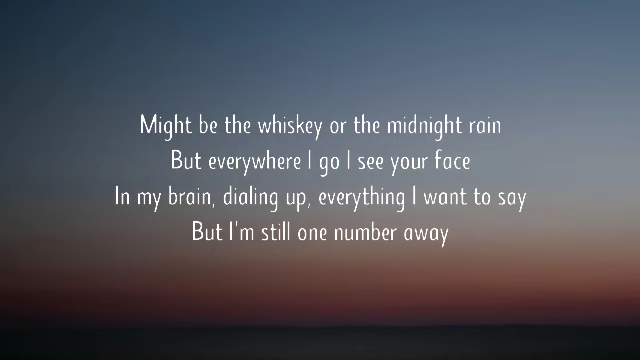 Might be the whiskey or the midnight rain
But everywhere I go I see your face
In my brain, dialing up, everything I want to say
But I'm still one number away